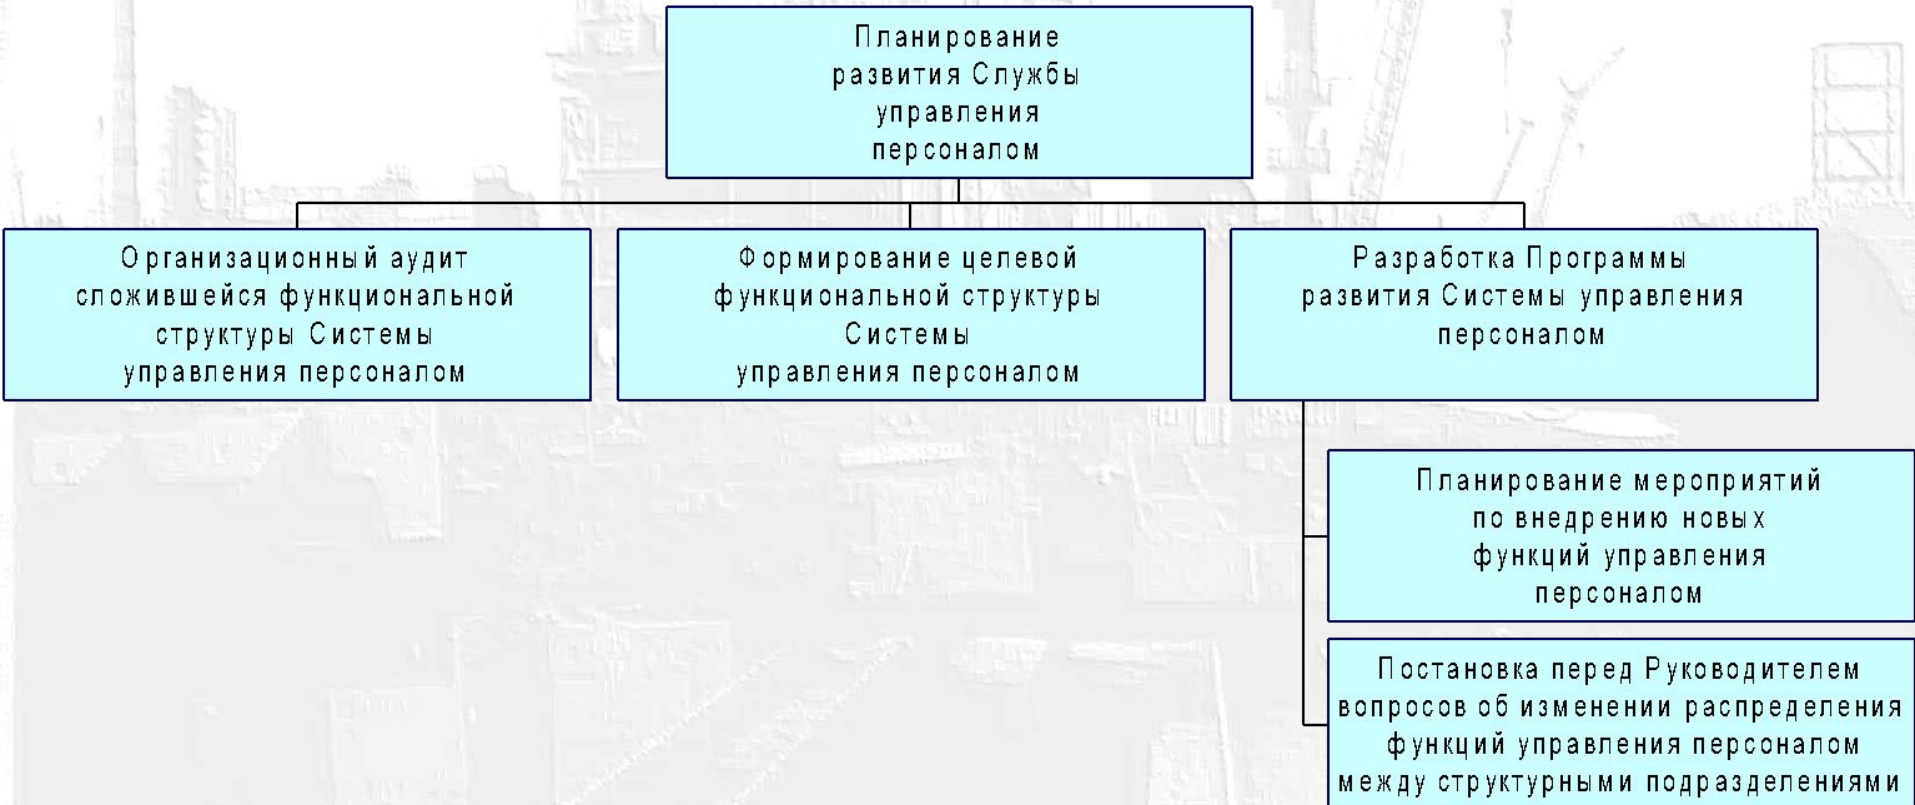 Планирование
развития Службы
управления
персоналом
Организационный аудит
сложившейся функциональной
структуры Системы
управления персоналом
Формирование целевой
функциональной структуры
Системы
управления персоналом
Разработка Программы
развития Системы управления
персоналом
Планирование мероприятий
по внедрению новых
функций управления
персоналом
Постановка перед Руководителем
вопросов об изменении распределения
функций управления персоналом
между структурными подразделениями